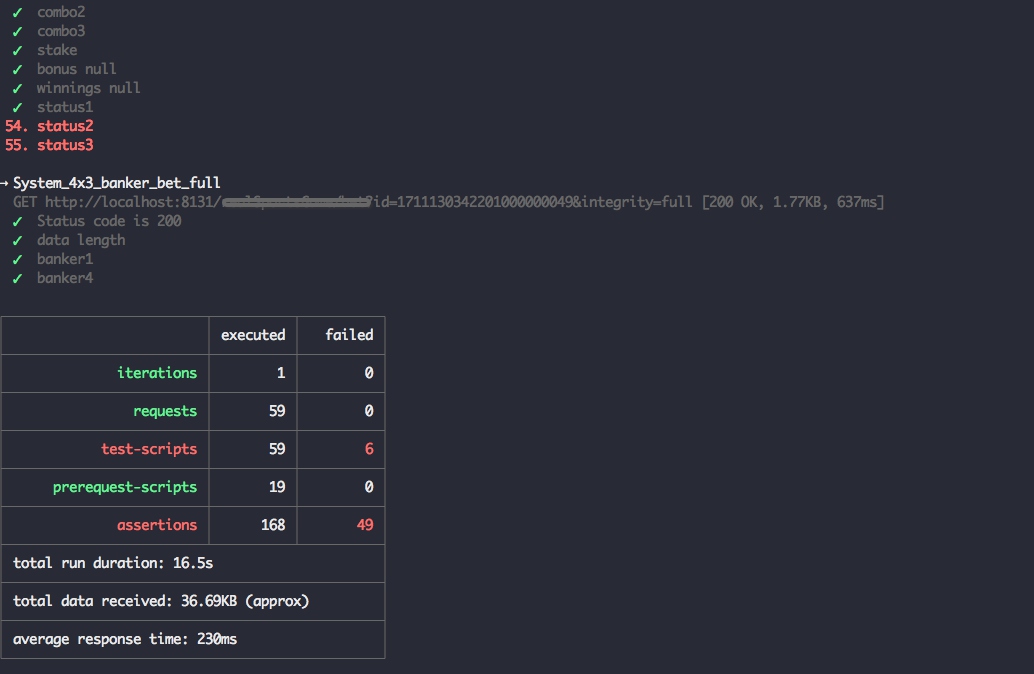 ✓ combo2
✓ combo3
✓ stake
✓ bonus null
✓ winnings null
✓ status1
54. status2
55. status3
→ System_4x3_banker_bet_full
GET http://localhost:8131/ ?id=1711130342201000000049&integrity=full [200 OK, 1.77KB, 637ms]
✓ Status code is 200
✓ data length
✓ banker1
✓ banker4
executed failed
iterations 1 0
requests 59 0
test-scripts 59 6
prerequest-scripts 19 0
assertions 168 49
total run duration: 16.5s
total data received: 36.69KB (approx)
average response time: 230ms